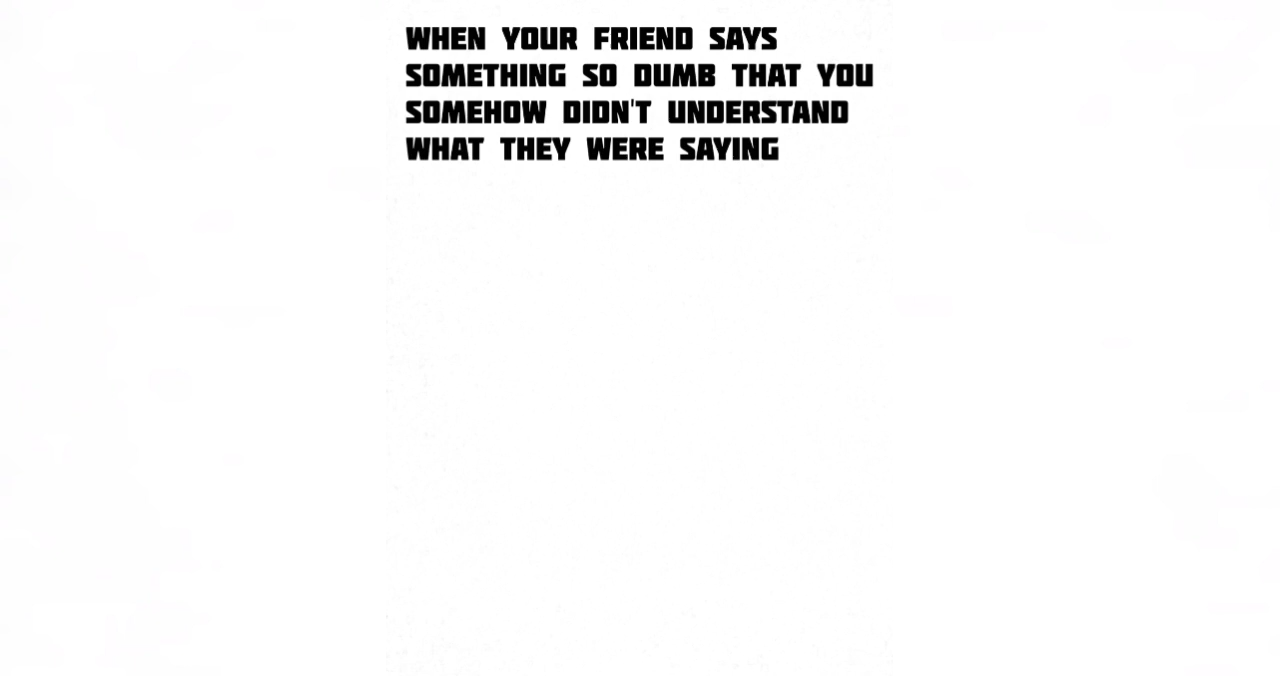 WHEN YOUR FRIEND SAYS
SOMETHING SO DUMB THAT YOU
SOMEHOW DIDN'T UNDERSTAND
WHAT THEY WERE SAYING